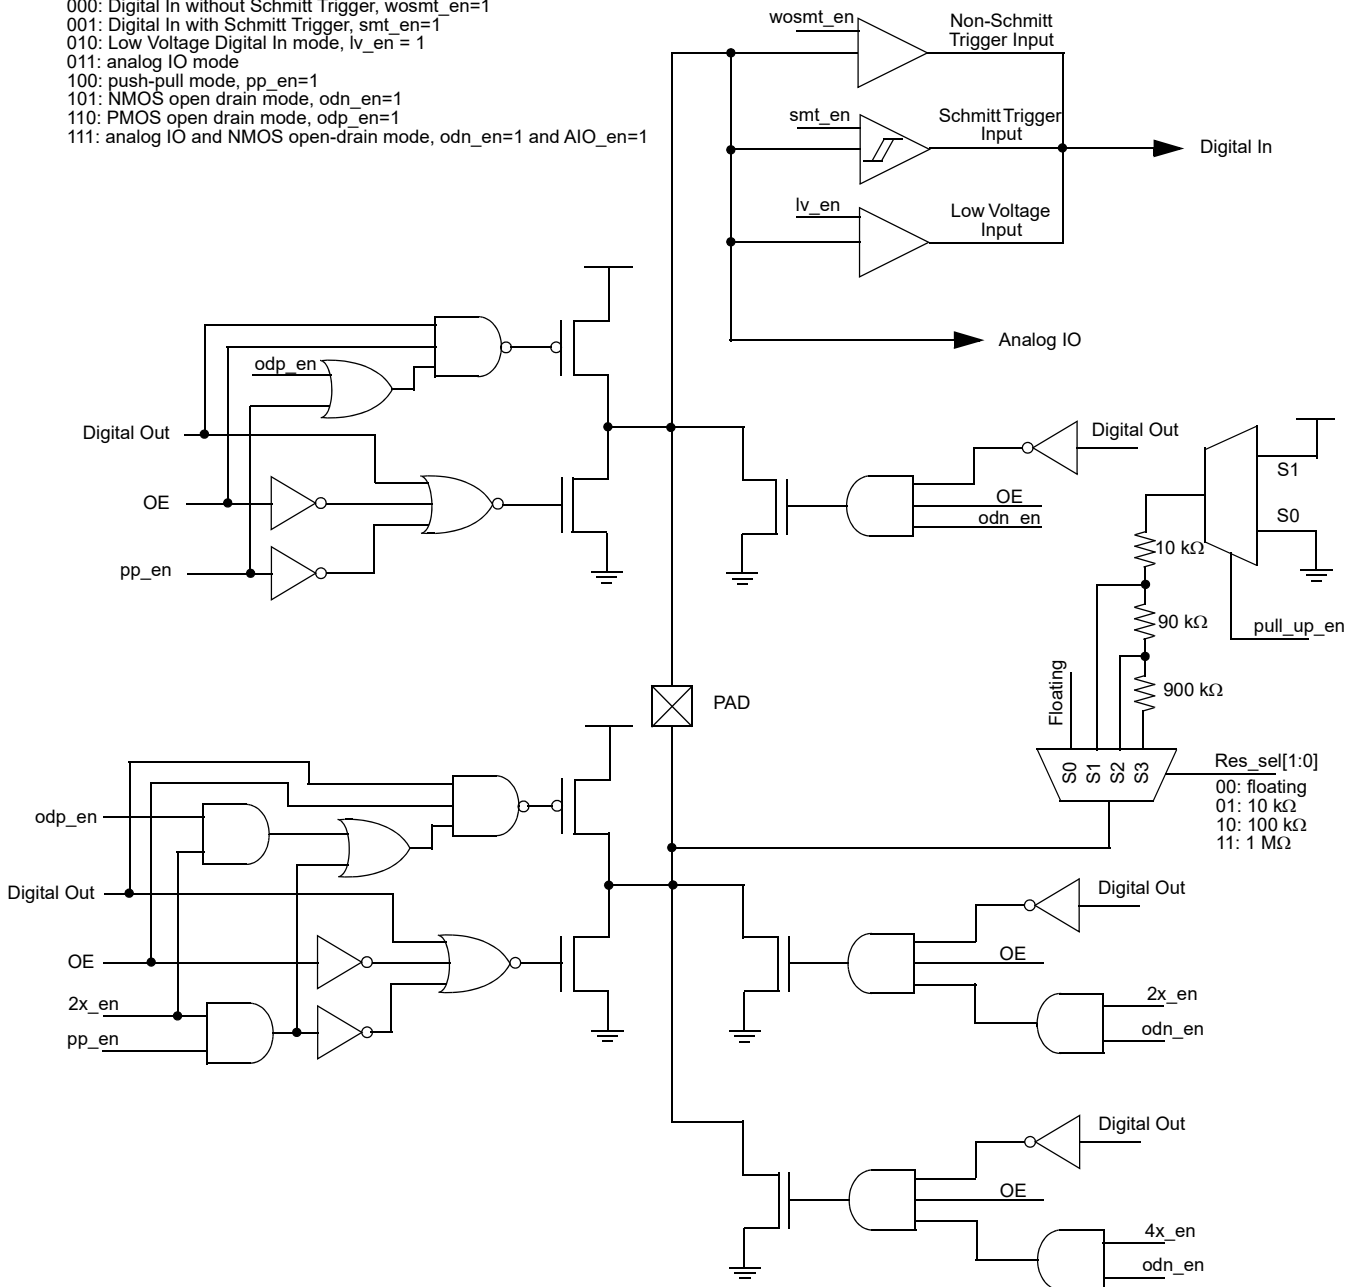 000: Digital In without Schmitt Trigger, wosmt_en=1
001: Digital In with Schmitt Trigger, smt_en=1
010: Low Voltage Digital In mode, lv_en = 1
011: analog IO mode
100: push-pull mode, pp_en=1
101: NMOS open drain mode, odn_en=1
110: PMOS open drain mode, odp_en=1
111: analog IO and NMOS open-drain mode, odn_en=1 and AIO_en=1
wosmt_en
Non-Schmitt
Trigger Input
smt_en
Schmitt Trigger
Input
Digital In
lv_en
Low Voltage
Input
Analog IO
odp_en
Digital Out
OE
pp_en
Digital Out
OE
odn_en
S1
S0
10 kΩ
90 kΩ
pull_up_en
900 kΩ
Floating
PAD
S0
S1
S2
S3
Res_sel[1:0]
00: floating
01: 10 kΩ
10: 100 kΩ
11: 1 MΩ
odp_en
Digital Out
OE
2x_en
pp_en
Digital Out
OE
2x_en
odn_en
Digital Out
OE
4x_en
odn_en